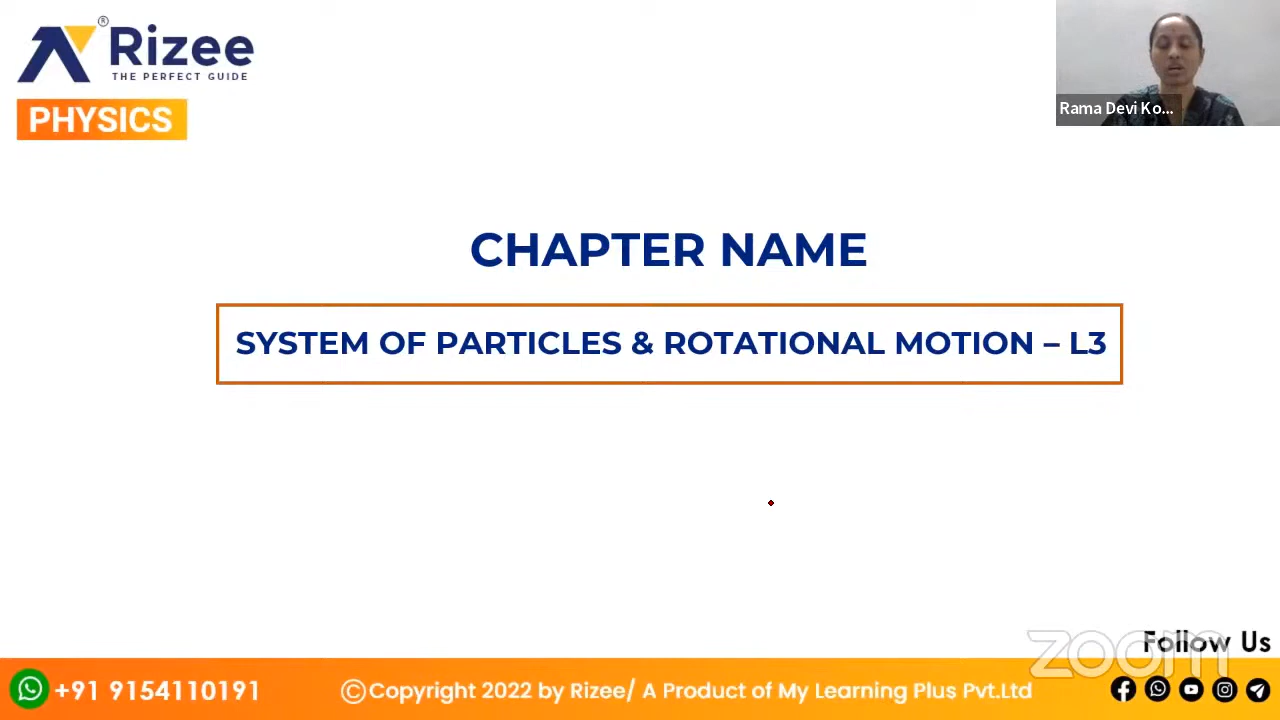 ® Rizee
THE PERFECT GUIDE
PHYSICS
Rama Devi Ko...
CHAPTER NAME
SYSTEM OF PARTICLES & ROTATIONAL MOTION – L3
zoom
Follow Us
+91 9154110191
©Copyright 2022 by Rizee/ A Product of My Learning Plus Pvt.Ltd